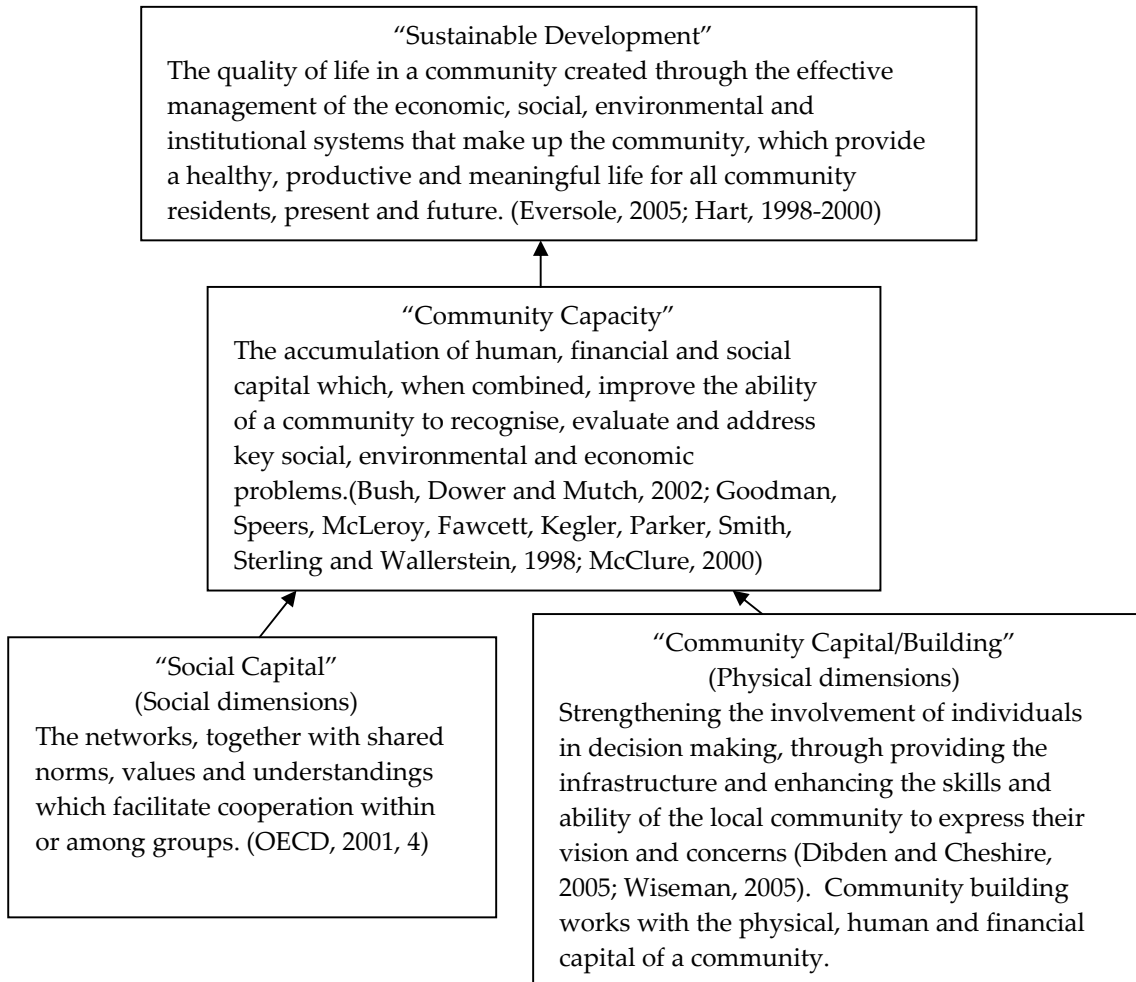 “Sustainable Development”
The quality of life in a community created through the effective
management of the economic, social, environmental and
institutional systems that make up the community, which provide
a healthy, productive and meaningful life for all community
residents, present and future. (Eversole, 2005; Hart, 1998-2000)
“Community Capacity”
The accumulation of human, financial and social
capital which, when combined, improve the ability
of a community to recognise, evaluate and address
key social, environmental and economic
problems.(Bush, Dower and Mutch, 2002; Goodman,
Speers, McLeroy, Fawcett, Kegler, Parker, Smith,
Sterling and Wallerstein, 1998; McClure, 2000)
“Social Capital”
(Social dimensions)
The networks, together with shared
norms, values and understandings
which facilitate cooperation within
or among groups. (OECD, 2001, 4)
“Community Capital/Building”
(Physical dimensions)
Strengthening the involvement of individuals
in decision making, through providing the
infrastructure and enhancing the skills and
ability of the local community to express their
vision and concerns (Dibden and Cheshire,
2005; Wiseman, 2005).  Community building
works with the physical, human and financial
capital of a community.